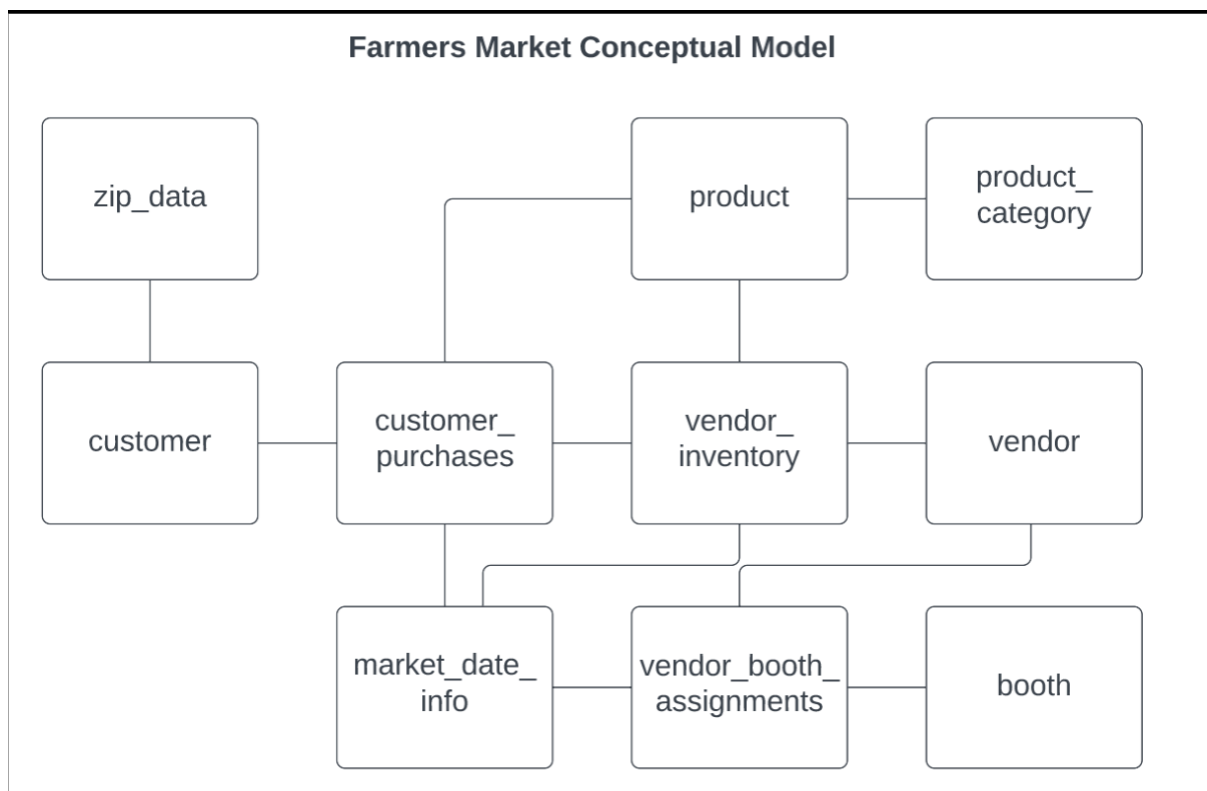 Farmers Market Conceptual Model
zip_data
product
product_
category
customer
customer_
purchases
vendor_
inventory
vendor
market_date_
info
vendor_booth_
assignments
booth